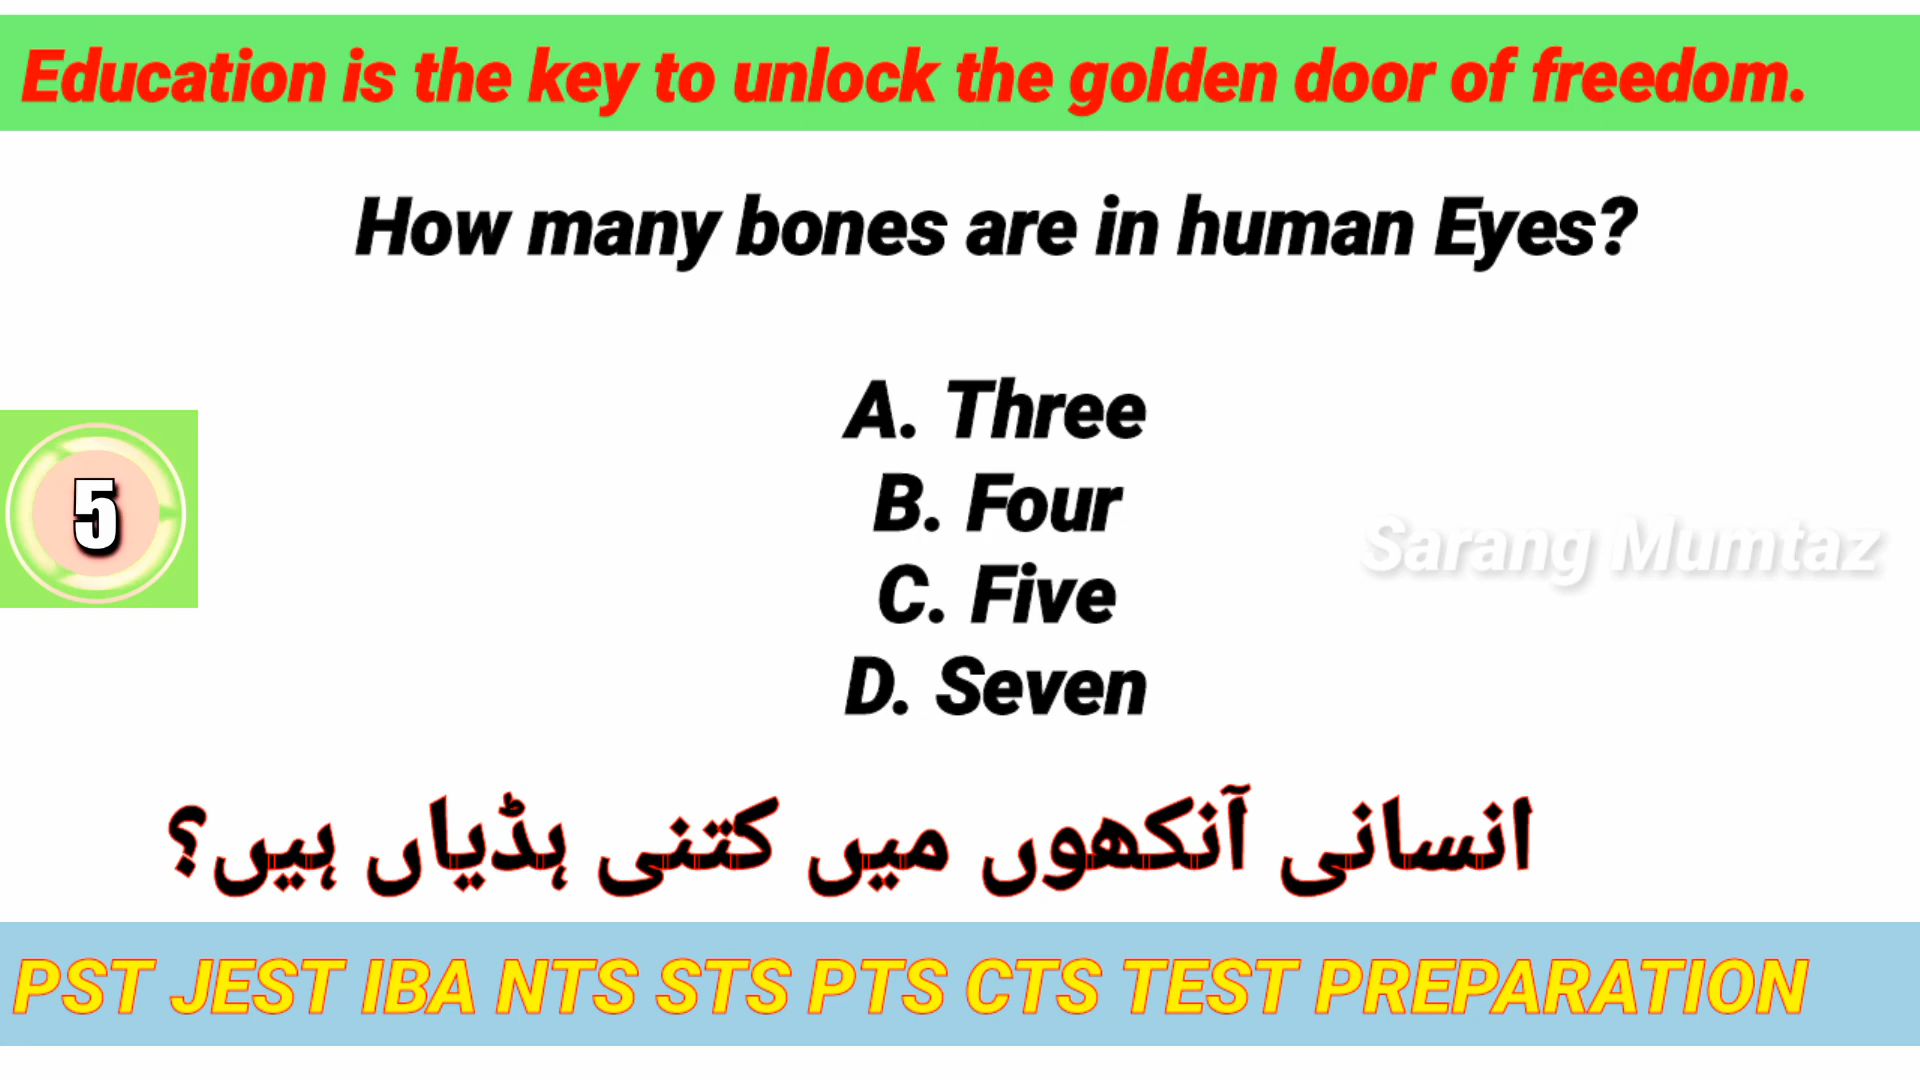 Education is the key to unlock the golden door of freedom.
How many bones are in human Eyes?
A. Three
B. Four
C. Five
D. Seven
5
Sarang Mumtaz
انسانی آنکھوں میں کتنی ہڈیاں ہیں؟
PST JEST IBA NTS STS PTS CTS TEST PREPARATION